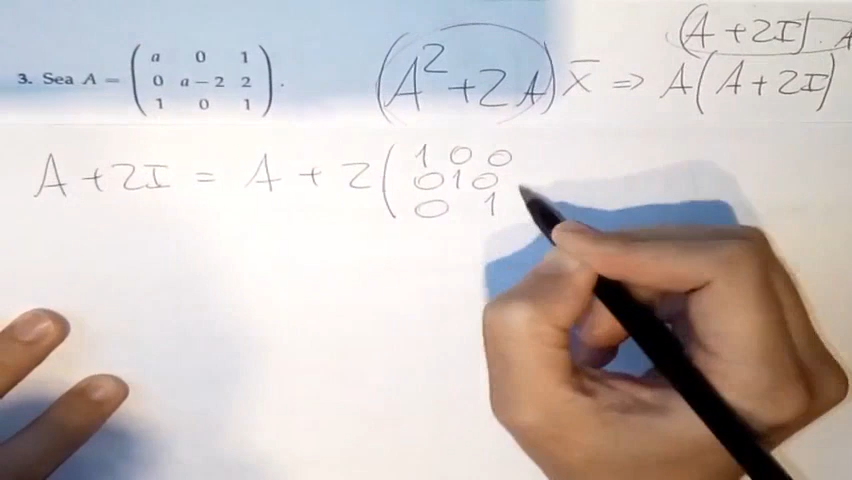 (A + 2I) · A
3. Sea A = ( a 0 1
0 a − 2 2
1 0 1 ).
(A² + 2A) X̄ ⇒ A(A + 2I)
A + 2I = A + 2 ( 1 0 0
0 1 0
0 1